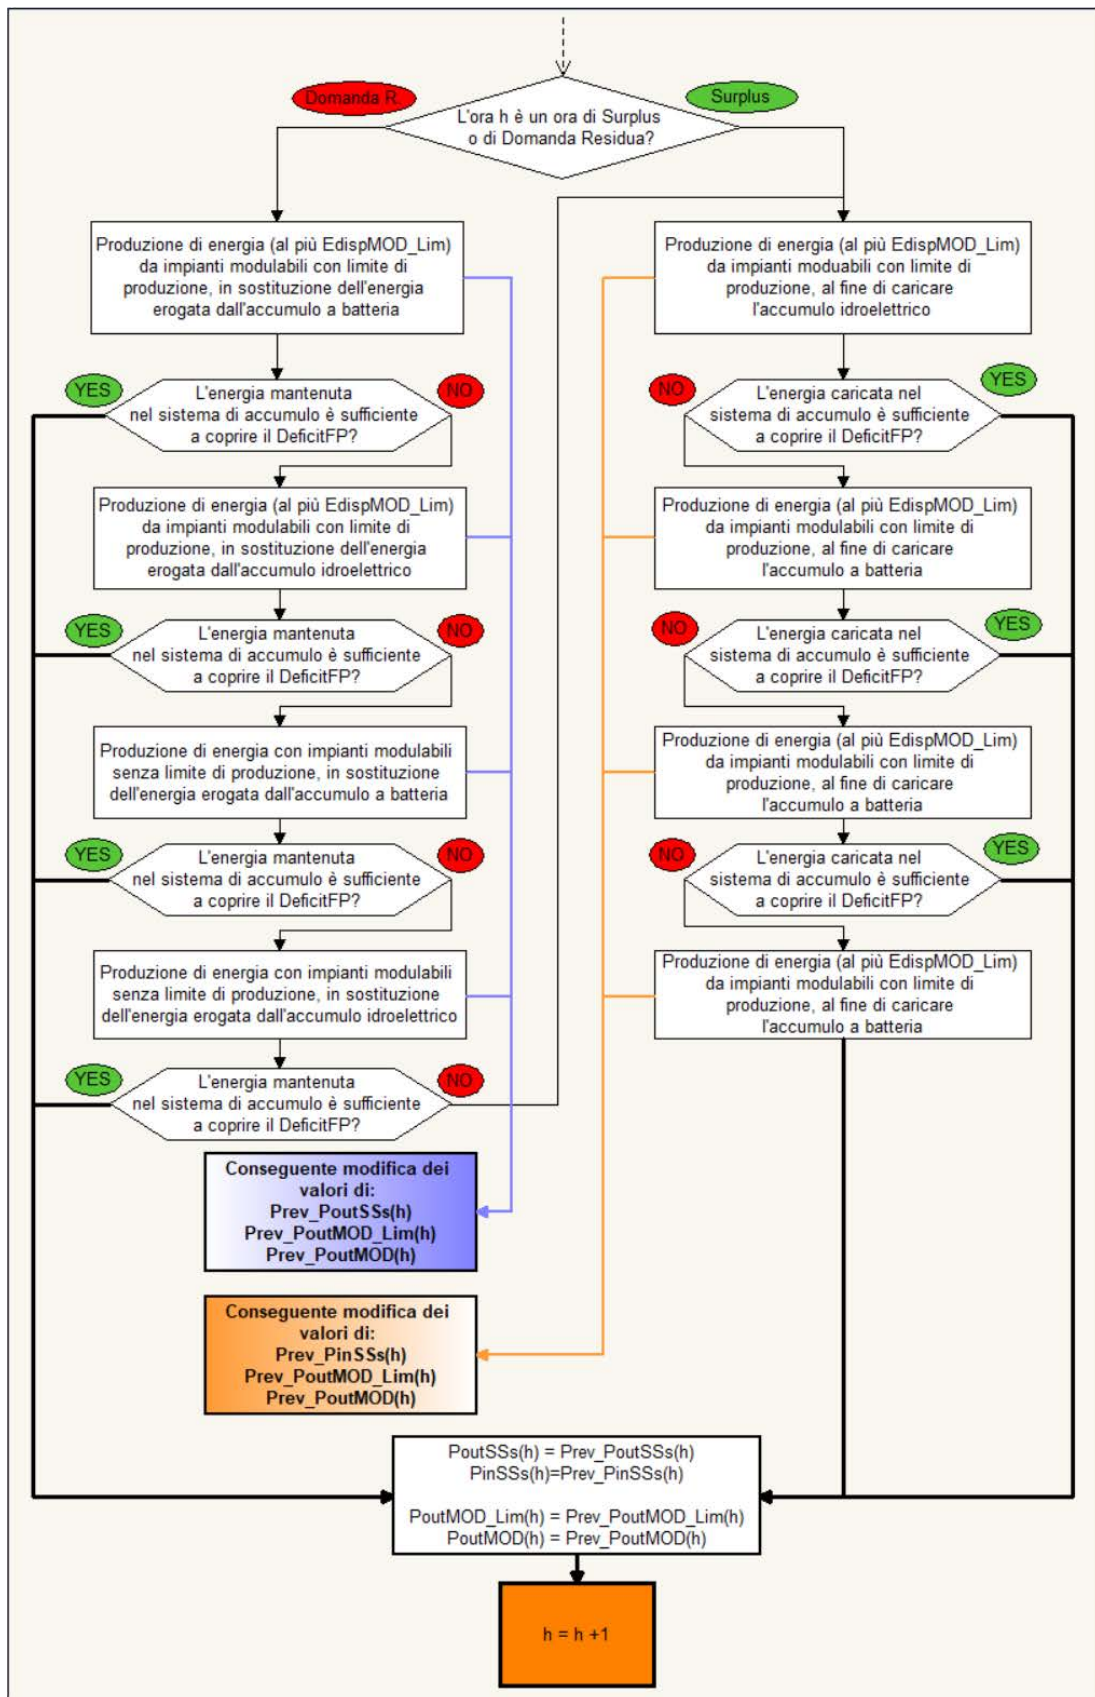 Domanda R.
Surplus
L'ora h è un ora di Surplus
o di Domanda Residua?
Produzione di energia (al più EdispMOD_Lim)
da impianti modulabili con limite di
produzione, in sostituzione dell'energia
erogata dall'accumulo a batteria
YES
L'energia mantenuta
nel sistema di accumulo è sufficiente
a coprire il DeficitFP?
NO
Produzione di energia (al più EdispMOD_Lim)
da impianti modulabili con limite di
produzione, in sostituzione dell'energia
erogata dall'accumulo idroelettrico
YES
L'energia mantenuta
nel sistema di accumulo è sufficiente
a coprire il DeficitFP?
NO
Produzione di energia con impianti modulabili
senza limite di produzione, in sostituzione
dell'energia erogata dall'accumulo a batteria
YES
L'energia mantenuta
nel sistema di accumulo è sufficiente
a coprire il DeficitFP?
NO
Produzione di energia con impianti modulabili
senza limite di produzione, in sostituzione
dell'energia erogata dall'accumulo idroelettrico
YES
L'energia mantenuta
nel sistema di accumulo è sufficiente
a coprire il DeficitFP?
NO
Produzione di energia (al più EdispMOD_Lim)
da impianti moduabili con limite di
produzione, al fine di caricare
l'accumulo idroelettrico
NO
L'energia caricata nel
sistema di accumulo è sufficiente
a coprire il DeficitFP?
YES
Produzione di energia (al più EdispMOD_Lim)
da impianti modulabili con limite di
produzione, al fine di caricare
l'accumulo a batteria
NO
L'energia caricata nel
sistema di accumulo è sufficiente
a coprire il DeficitFP?
YES
Produzione di energia (al più EdispMOD_Lim)
da impianti modulabili con limite di
produzione, al fine di caricare
l'accumulo a batteria
NO
L'energia caricata nel
sistema di accumulo è sufficiente
a coprire il DeficitFP?
YES
Produzione di energia (al più EdispMOD_Lim)
da impianti modulabili con limite di
produzione, al fine di caricare
l'accumulo a batteria
Conseguente modifica dei
valori di:
Prev_PoutSSs(h)
Prev_PoutMOD_Lim(h)
Prev_PoutMOD(h)
Conseguente modifica dei
valori di:
Prev_PinSSs(h)
Prev_PoutMOD_Lim(h)
Prev_PoutMOD(h)
PoutSSs(h) = Prev_PoutSSs(h)
PinSSs(h)=Prev_PinSSs(h)
PoutMOD_Lim(h) = Prev_PoutMOD_Lim(h)
PoutMOD(h) = Prev_PoutMOD(h)
h = h +1